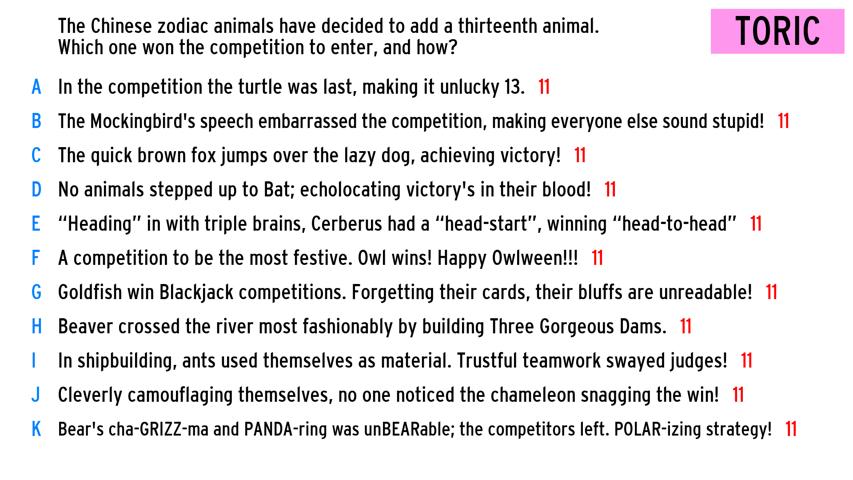 The Chinese zodiac animals have decided to add a thirteenth animal.
Which one won the competition to enter, and how?
TORIC
A In the competition the turtle was last, making it unlucky 13. 11
B The Mockingbird's speech embarrassed the competition, making everyone else sound stupid! 11
C The quick brown fox jumps over the lazy dog, achieving victory! 11
D No animals stepped up to Bat; echolocating victory's in their blood! 11
E “Heading” in with triple brains, Cerberus had a “head-start”, winning “head-to-head” 11
F A competition to be the most festive. Owl wins! Happy Owlween!!! 11
G Goldfish win Blackjack competitions. Forgetting their cards, their bluffs are unreadable! 11
H Beaver crossed the river most fashionably by building Three Gorgeous Dams. 11
I In shipbuilding, ants used themselves as material. Trustful teamwork swayed judges! 11
J Cleverly camouflaging themselves, no one noticed the chameleon snagging the win! 11
K Bear's cha-GRIZZ-ma and PANDA-ring was unBEARable; the competitors left. POLAR-izing strategy! 11